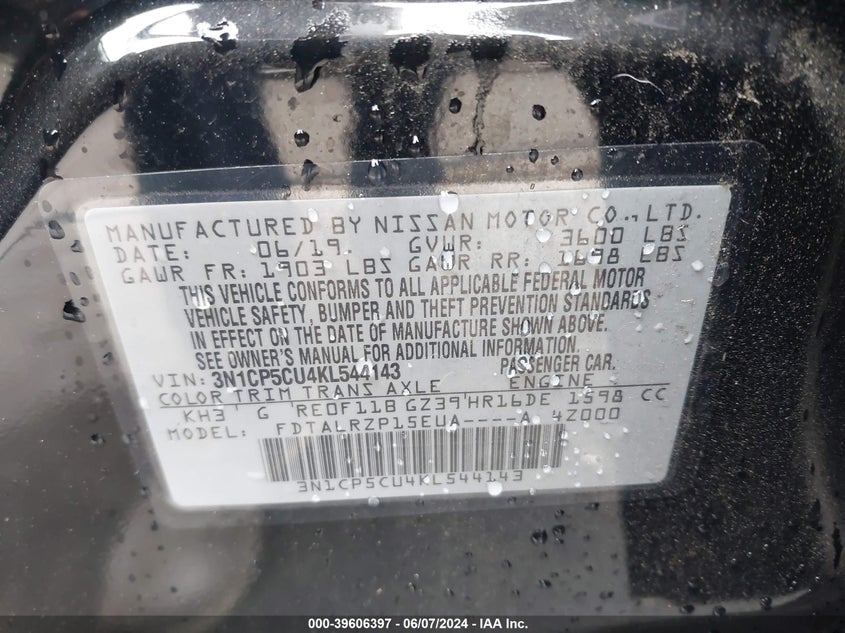 MANUFACTURED BY NISSAN MOTOR CO., LTD.
DATE: 06/19 GVWR: 3600 LBS
GAWR FR: 1903 LBS GAWR RR: 1698 LBS
THIS VEHICLE CONFORMS TO ALL APPLICABLE FEDERAL MOTOR
VEHICLE SAFETY, BUMPER AND THEFT PREVENTION STANDARDS
IN EFFECT ON THE DATE OF MANUFACTURE SHOWN ABOVE.
SEE OWNER'S MANUAL FOR ADDITIONAL INFORMATION.
VIN: 3N1CP5CU4KL544143 PASSENGER CAR.
COLOR TRIM TRANS AXLE ENGINE
KH3 G RE0F11B GZ39 HR16DE 1598 CC
MODEL: FDTALRZP15EUA----A 4Z000
3N1CP5CU4KL544143
000-39606397 - 06/07/2024 - IAA Inc.